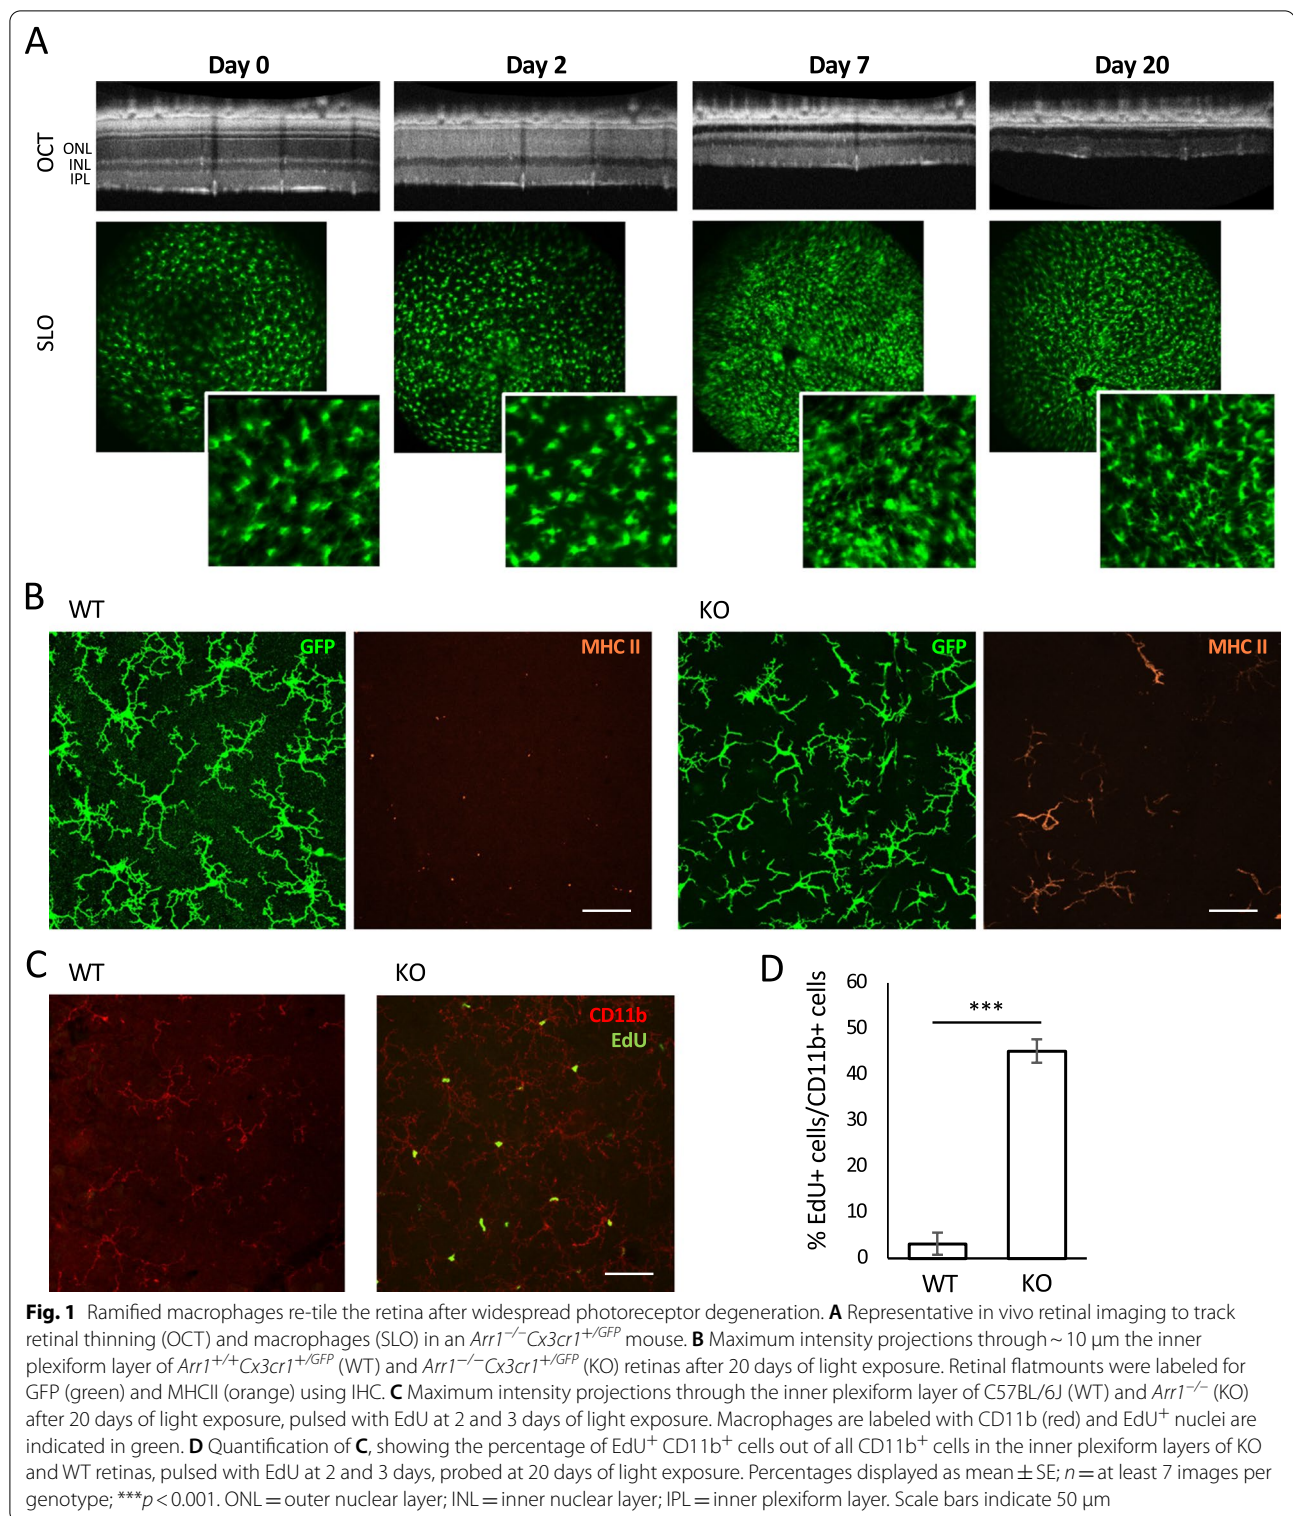 A
Day 0
Day 2
Day 7
Day 20
OCT
ONL
INL
IPL
SLO
B
WT
KO
GFP
MHC II
GFP
MHC II
C
WT
KO
CD11b
EdU
D
% EdU+ cells/CD11b+ cells
60
50
40
30
20
10
0
***
WT
KO
Fig. 1 Ramified macrophages re-tile the retina after widespread photoreceptor degeneration. A Representative in vivo retinal imaging to track
retinal thinning (OCT) and macrophages (SLO) in an Arr1−/−Cx3cr1+/GFP mouse. B Maximum intensity projections through ~ 10 μm the inner
plexiform layer of Arr1+/+Cx3cr1+/GFP (WT) and Arr1−/−Cx3cr1+/GFP (KO) retinas after 20 days of light exposure. Retinal flatmounts were labeled for
GFP (green) and MHCII (orange) using IHC. C Maximum intensity projections through the inner plexiform layer of C57BL/6J (WT) and Arr1−/− (KO)
after 20 days of light exposure, pulsed with EdU at 2 and 3 days of light exposure. Macrophages are labeled with CD11b (red) and EdU+ nuclei are
indicated in green. D Quantification of C, showing the percentage of EdU+ CD11b+ cells out of all CD11b+ cells in the inner plexiform layers of KO
and WT retinas, pulsed with EdU at 2 and 3 days, probed at 20 days of light exposure. Percentages displayed as mean ± SE; n = at least 7 images per
genotype; ***p < 0.001. ONL = outer nuclear layer; INL = inner nuclear layer; IPL = inner plexiform layer. Scale bars indicate 50 μm